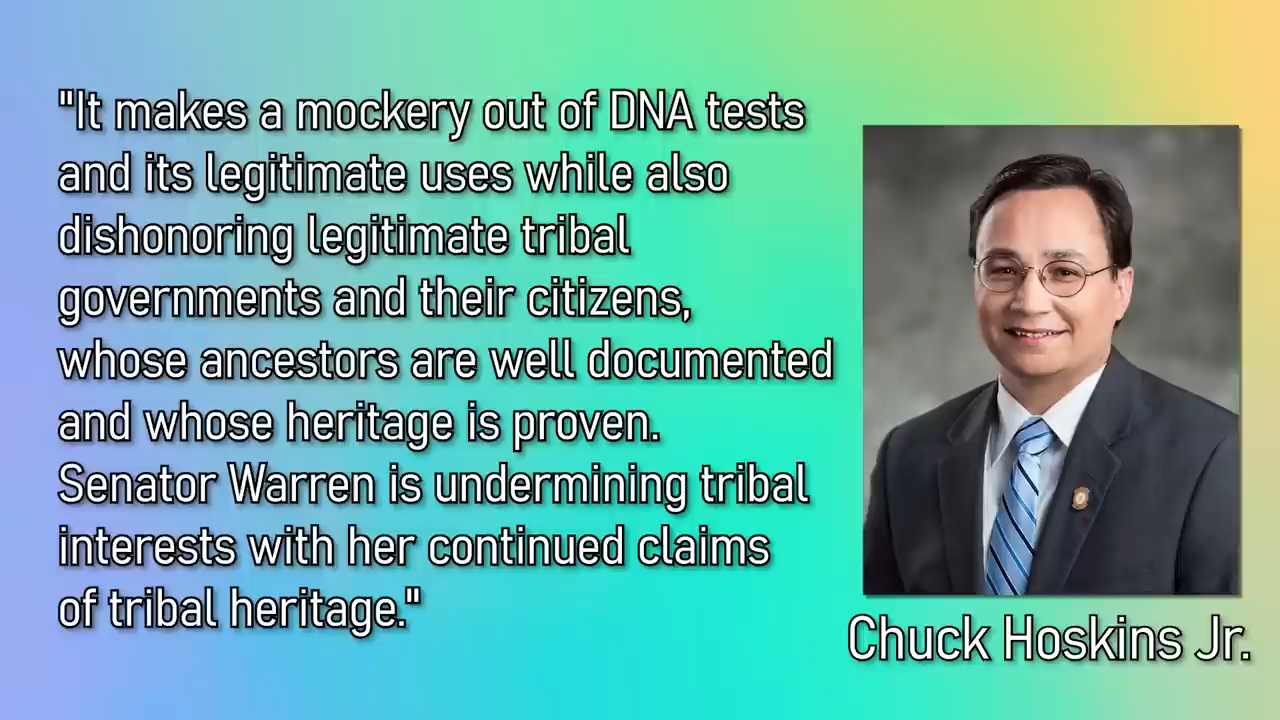 "It makes a mockery out of DNA tests
and its legitimate uses while also
dishonoring legitimate tribal
governments and their citizens,
whose ancestors are well documented
and whose heritage is proven.
Senator Warren is undermining tribal
interests with her continued claims
of tribal heritage."
Chuck Hoskins Jr.